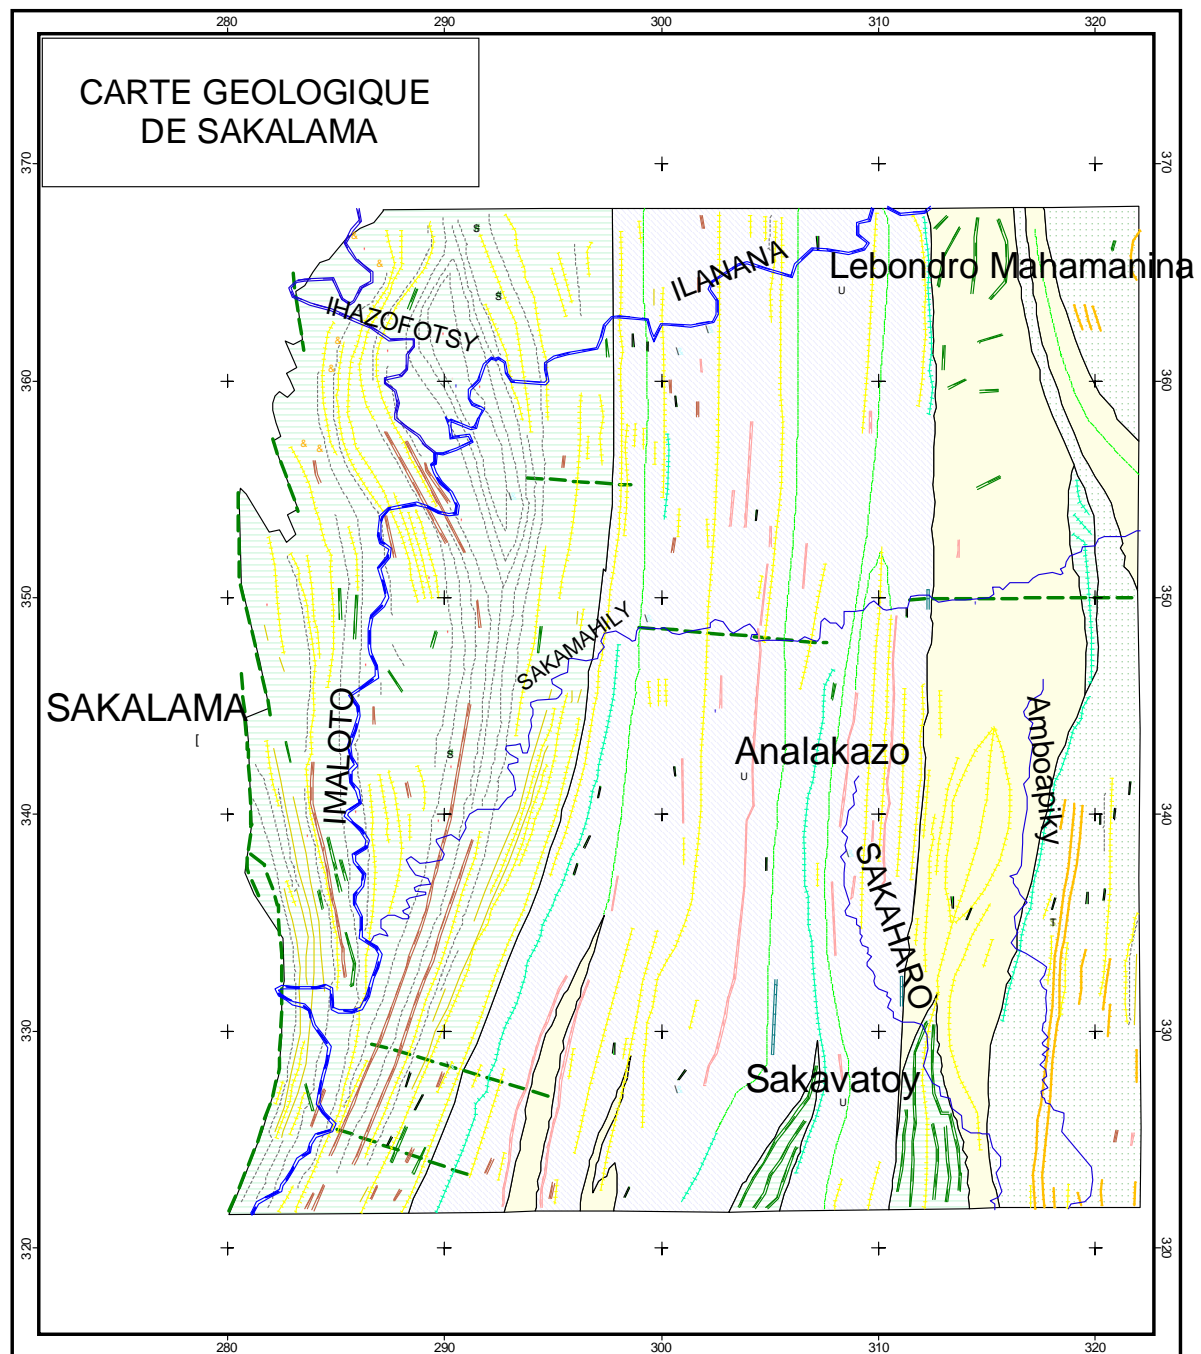 280
290
300
310
320
CARTE GEOLOGIQUE
DE SAKALAMA
370
370
ILANANA
Lebondro Mahamanina
IHAZOFOTSY
S
S
U
&
&
&
&
&
&
360
360
350
350
SAKAMAHILY
SAKALAMA
[
IMALOTO
Amboapiky
Analakazo
U
S
340
340
SAKAHARO
T
330
330
Sakavatoy
U
320
320
280
290
300
310
320